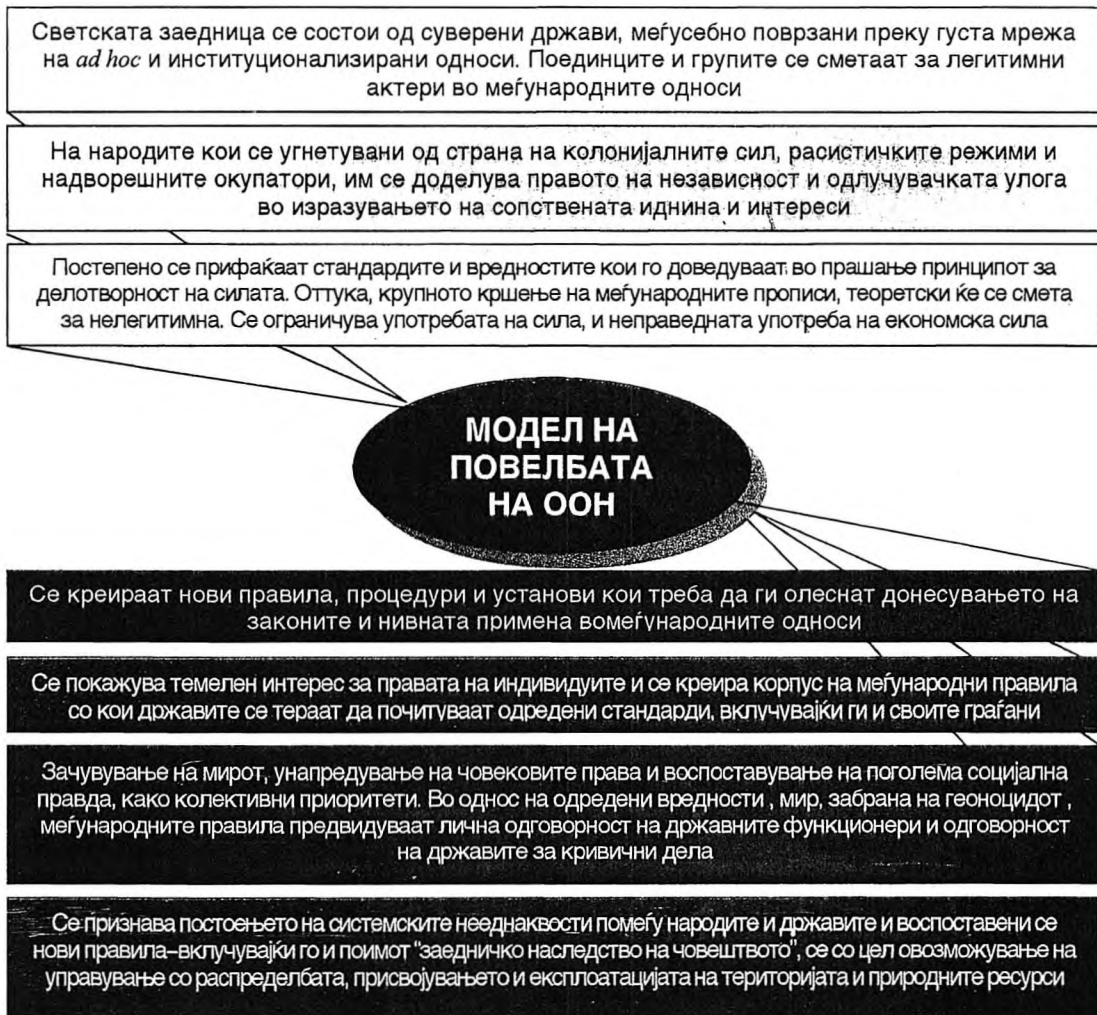 Светската заедница се состои од суверени држави, меѓусебно поврзани преку густа мрежа
на ad hoc и институционализирани односи. Поединците и групите се сметаат за легитимни
актери во меѓународните односи
На народите кои се угнетувани од страна на колонијалните сил, расистичките режими и
надворешните окупатори, им се доделува правото на независност и одлучувачката улога
во изразувањето на сопствената иднина и интереси
Постепено се прифаќаат стандардите и вредностите кои го доведуваат во прашање принципот за
делотворност на силата. Оттука, крупното кршење на меѓународните прописи, теоретски ќе се смета
за нелегитимна. Се ограничува употребата на сила, и неправедната употреба на економска сила
МОДЕЛ НА
ПОВЕЛБАТА
НА ООН
Се креираат нови правила, процедури и установи кои треба да ги олеснат донесувањето на
законите и нивната примена вомеѓународните односи
Се покажува темелен интерес за правата на индивидуите и се креира корпус на меѓународни правила
со кои државите се тераат да почитуваат одредени стандарди, вклучувајќи ги и своите граѓани
Зачувување на мирот, унапредување на човековите права и воспоставување на поголема социјална
правда, како колективни приоритети. Во однос на одредени вредности , мир, забрана на геоноцидот ,
меѓународните правила предвидуваат лична одговорност на државните функционери и одговорност
на државите за кривични дела
Се признава постоењето на системските нееднаквости помеѓу народите и државите и воспоставени се
нови правила–вклучувајќи го и поимот "заедничко наследство на човештвото", се со цел овозможување на
управување со распределбата, присвојувањето и експлоатацијата на територијата и природните ресурси